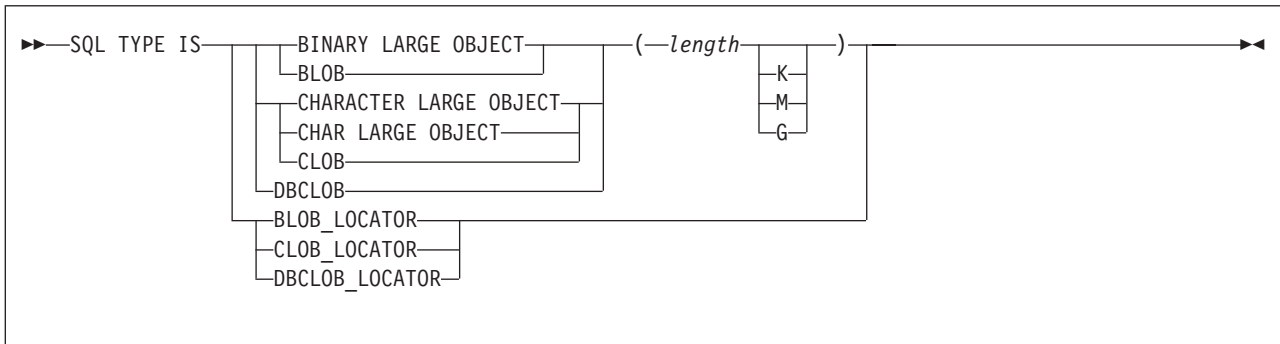 SQL TYPE IS BINARY LARGE OBJECT ( length )
BLOB K
CHARACTER LARGE OBJECT M
CHAR LARGE OBJECT G
CLOB
DBCLOB
BLOB_LOCATOR
CLOB_LOCATOR
DBCLOB_LOCATOR